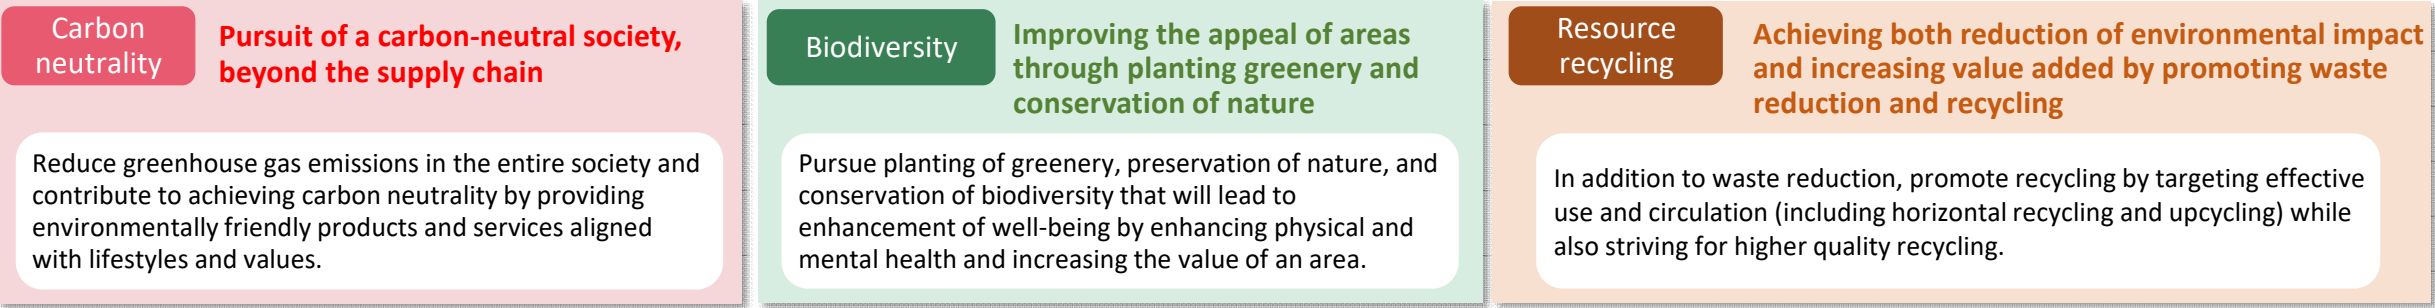 Carbon
neutrality
Pursuit of a carbon-neutral society,
beyond the supply chain
Reduce greenhouse gas emissions in the entire society and
contribute to achieving carbon neutrality by providing
environmentally friendly products and services aligned
with lifestyles and values.
Biodiversity
Improving the appeal of areas
through planting greenery and
conservation of nature
Pursue planting of greenery, preservation of nature, and
conservation of biodiversity that will lead to
enhancement of well-being by enhancing physical and
mental health and increasing the value of an area.
Resource
recycling
Achieving both reduction of environmental impact
and increasing value added by promoting waste
reduction and recycling
In addition to waste reduction, promote recycling by targeting effective
use and circulation (including horizontal recycling and upcycling) while
also striving for higher quality recycling.